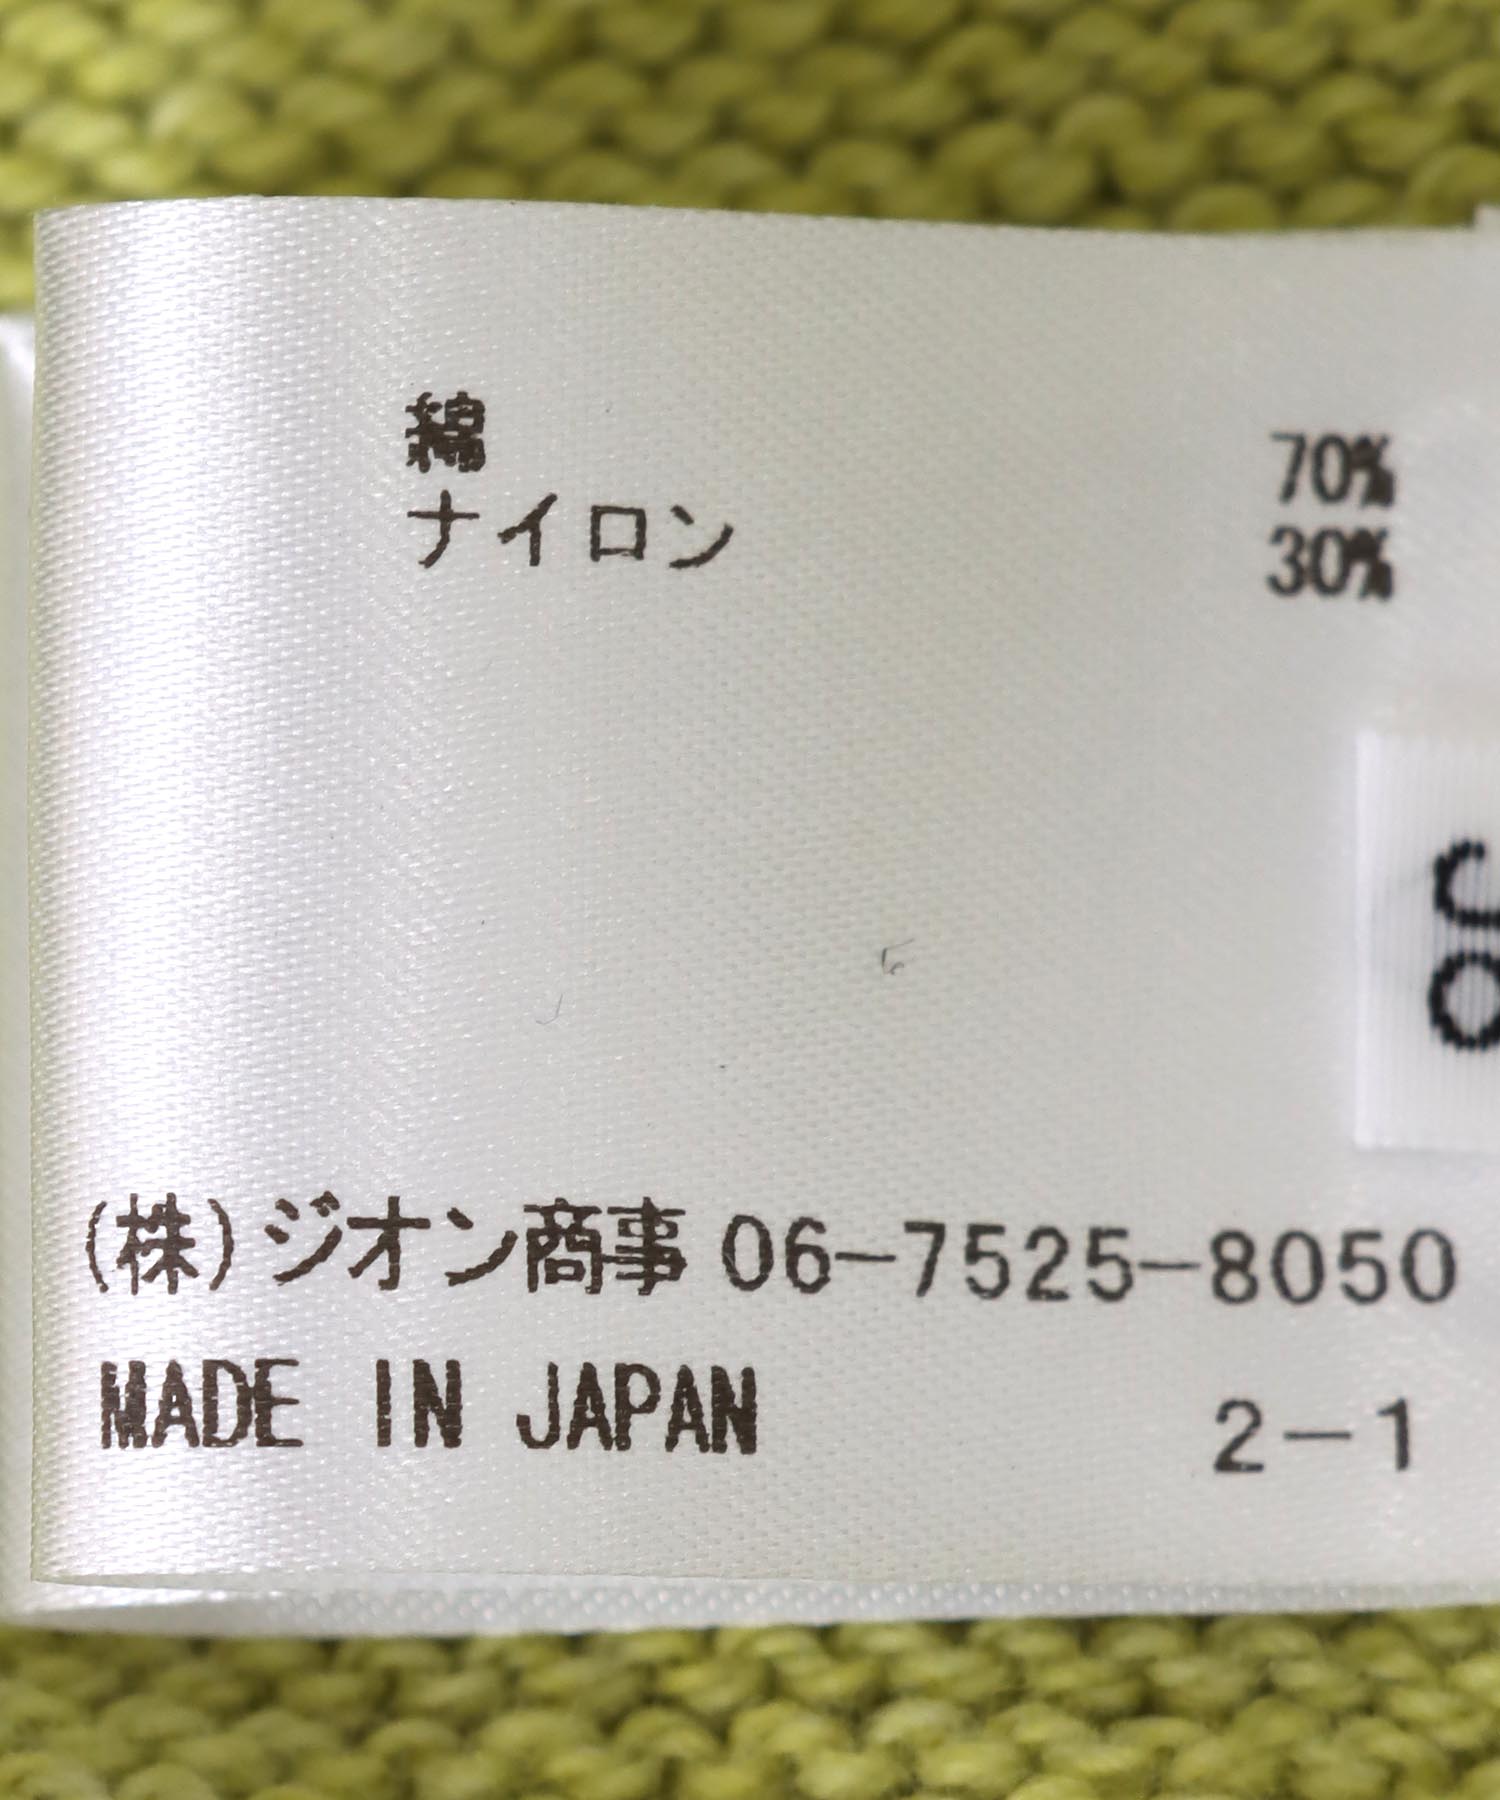 綿 70%
ナイロン 30%
(株)ジオン商事 06-7525-8050
MADE IN JAPAN 2-1